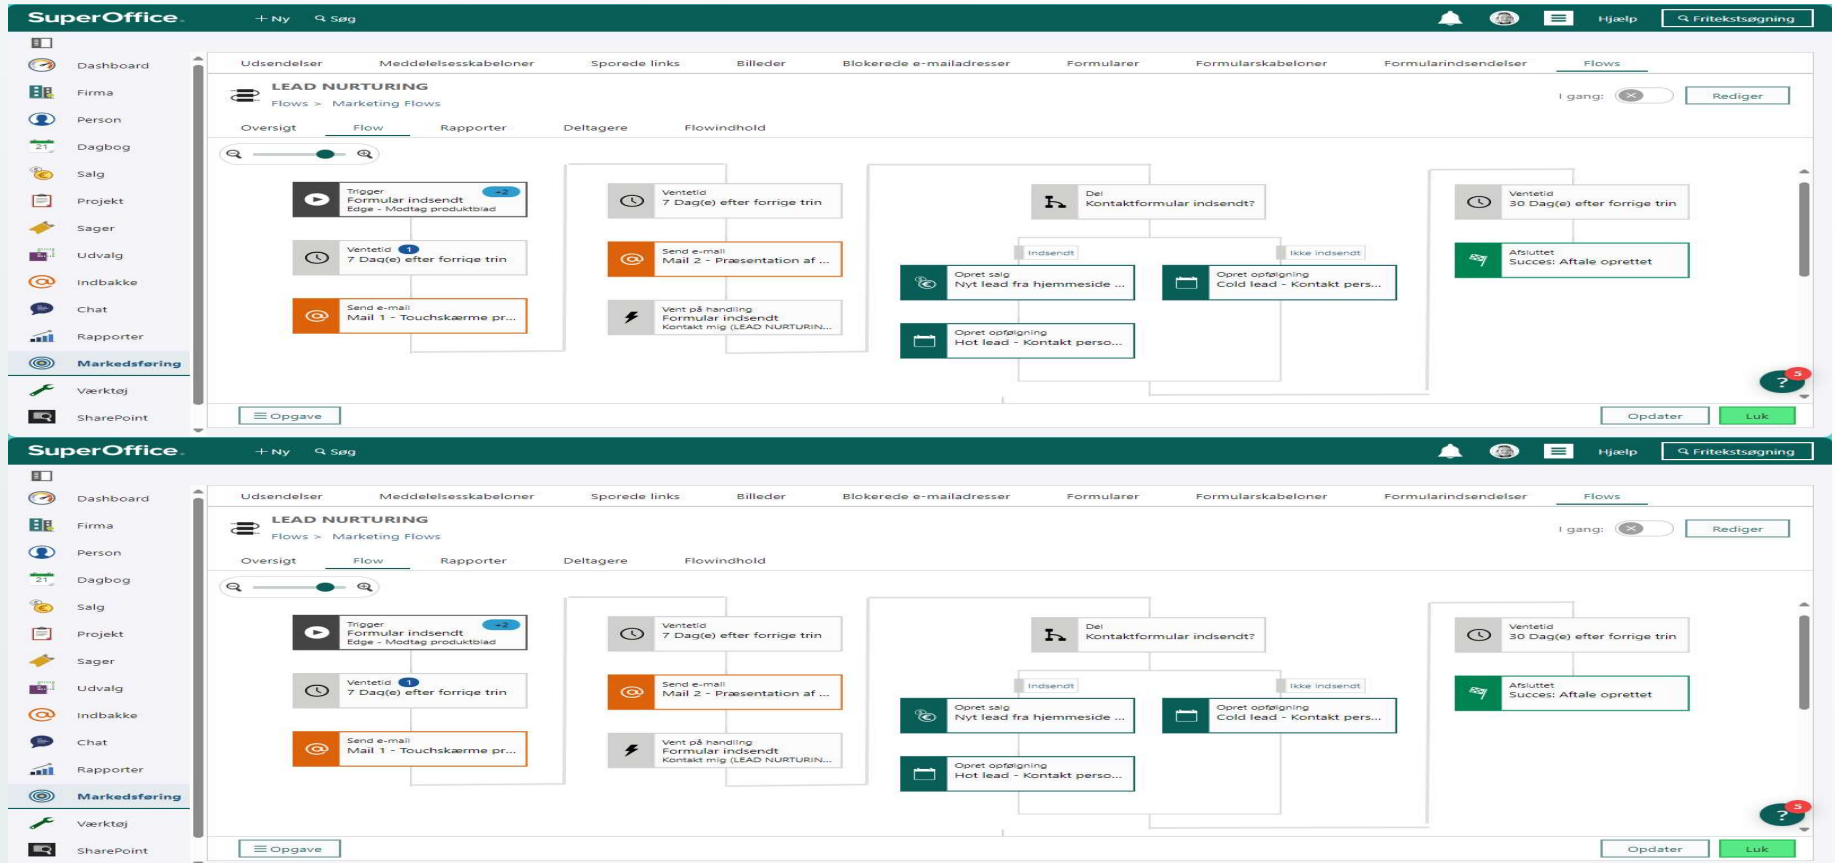 SuperOffice.
+ Ny
Søg
Hjælp
Fritekstsøgning
Dashboard
Firma
Person
21
Dagbog
Salg
Projekt
Sager
Udvalg
Indbakke
Chat
Rapporter
Markedsføring
Værktøj
SharePoint
Udsendelser
Meddelelsesskabeloner
Sporede links
Billeder
Blokerede e-mailadresser
Formularer
Formularskabeloner
Formularindsendelser
Flows
LEAD NURTURING
Flows > Marketing Flows
I gang:
Rediger
Oversigt
Flow
Rapporter
Deltagere
Flowindhold
Trigger
+2
Formular indsendt
Edge - Modtag produktblad
Ventetid 1
7 Dag(e) efter forrige trin
Send e-mail
Mail 1 - Touchskærme pr...
Ventetid
7 Dag(e) efter forrige trin
Send e-mail
Mail 2 - Præsentation af ...
Vent på handling
Formular indsendt
Kontakt mig (LEAD NURTURIN...
Del
Kontaktformular indsendt?
Indsendt
Ikke indsendt
Opret salg
Nyt lead fra hjemmeside ...
Opret opfølgning
Cold lead - Kontakt pers...
Opret opfølgning
Hot lead - Kontakt perso...
Ventetid
30 Dag(e) efter forrige trin
Afsluttet
Succes: Aftale oprettet
5
?
Opgave
Opdater
Luk
SuperOffice.
+ Ny
Søg
Hjælp
Fritekstsøgning
Dashboard
Firma
Person
21
Dagbog
Salg
Projekt
Sager
Udvalg
Indbakke
Chat
Rapporter
Markedsføring
Værktøj
SharePoint
Udsendelser
Meddelelsesskabeloner
Sporede links
Billeder
Blokerede e-mailadresser
Formularer
Formularskabeloner
Formularindsendelser
Flows
LEAD NURTURING
Flows > Marketing Flows
I gang:
Rediger
Oversigt
Flow
Rapporter
Deltagere
Flowindhold
Trigger
+2
Formular indsendt
Edge - Modtag produktblad
Ventetid 1
7 Dag(e) efter forrige trin
Send e-mail
Mail 1 - Touchskærme pr...
Ventetid
7 Dag(e) efter forrige trin
Send e-mail
Mail 2 - Præsentation af ...
Vent på handling
Formular indsendt
Kontakt mig (LEAD NURTURIN...
Del
Kontaktformular indsendt?
Indsendt
Ikke indsendt
Opret salg
Nyt lead fra hjemmeside ...
Opret opfølgning
Cold lead - Kontakt pers...
Opret opfølgning
Hot lead - Kontakt perso...
Ventetid
30 Dag(e) efter forrige trin
Afsluttet
Succes: Aftale oprettet
5
?
Opgave
Opdater
Luk